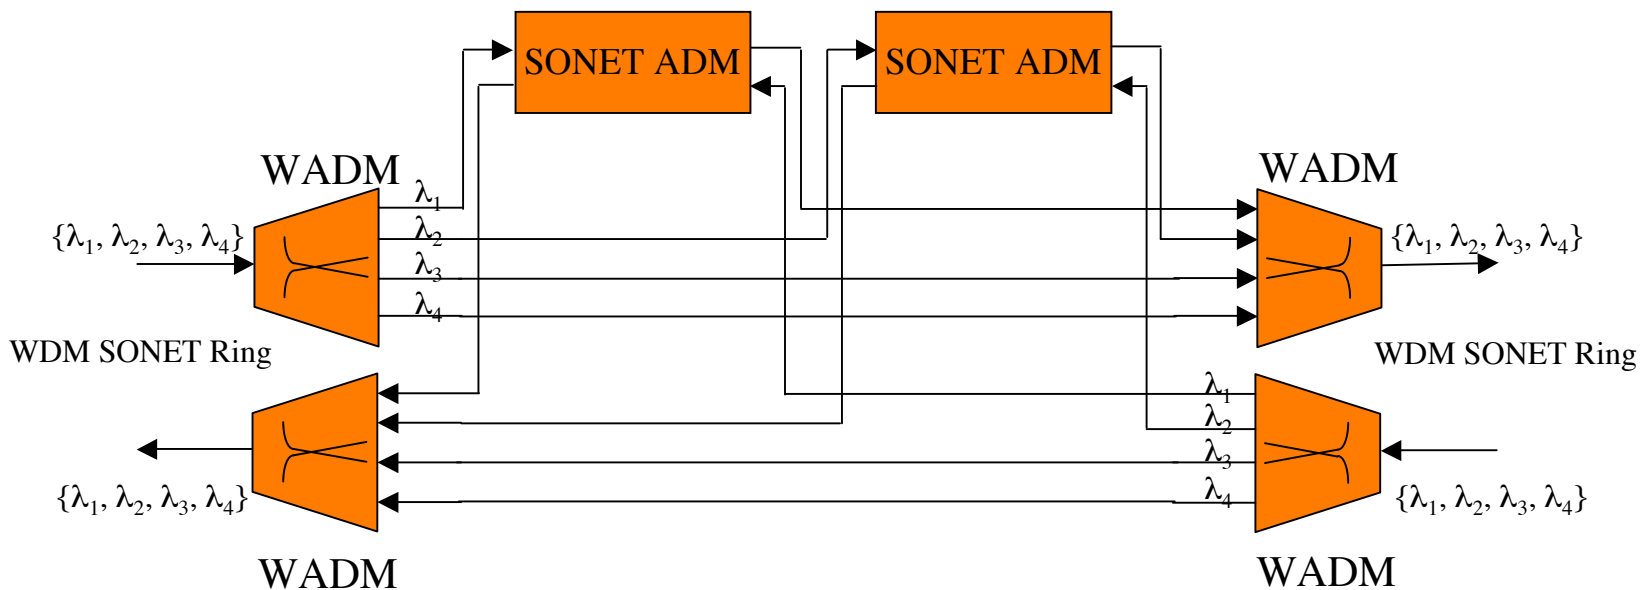 SONET ADM SONET ADM
WADM WADM
λ1
{λ1, λ2, λ3, λ4} λ2 {λ1, λ2, λ3, λ4}
λ3
λ4
WDM SONET Ring WDM SONET Ring
λ1
λ2
λ3
{λ1, λ2, λ3, λ4} λ4 {λ1, λ2, λ3, λ4}
WADM WADM